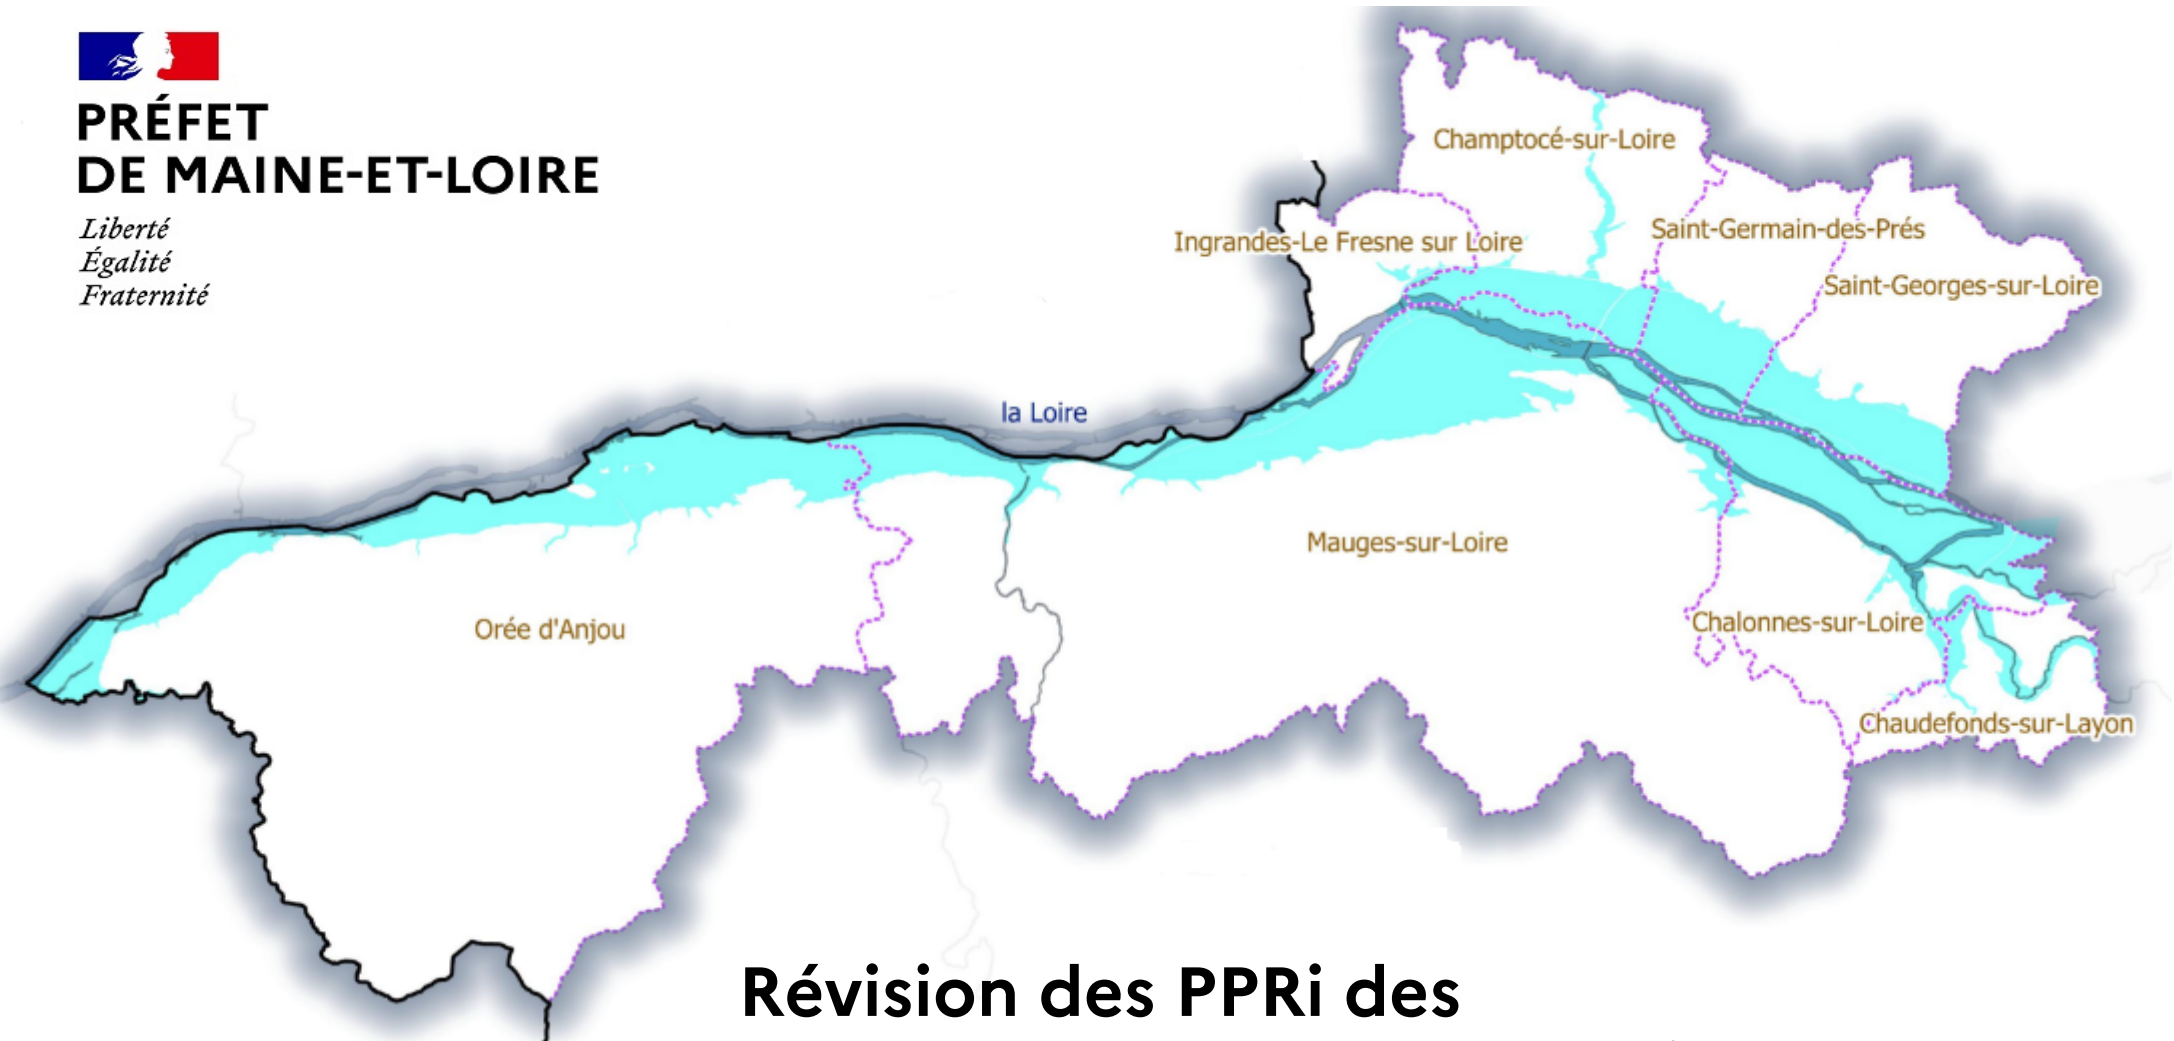 PRÉFET
DE MAINE-ET-LOIRE
Liberté
Égalité
Fraternité
Champtocé-sur-Loire
Ingrandes-Le Fresne sur Loire
Saint-Germain-des-Prés
Saint-Georges-sur-Loire
la Loire
Mauges-sur-Loire
Orée d'Anjou
Chalonnes-sur-Loire
Chaudefonds-sur-Layon
Révision des PPRi des